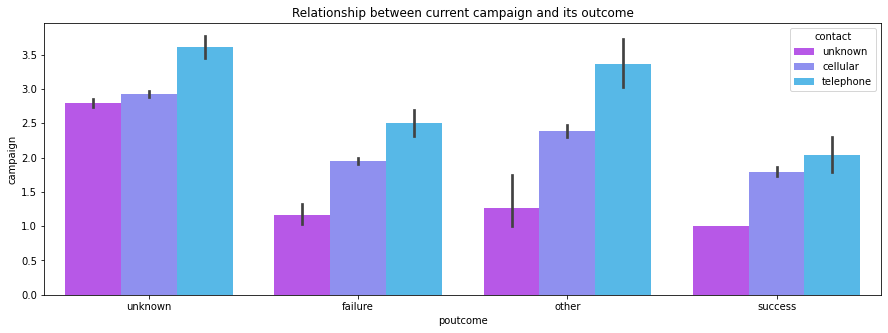 Relationship between current campaign and its outcome
contact
unknown
cellular
telephone
campaign
3.5
3.0
2.5
2.0
1.5
1.0
0.5
0.0
unknown failure other success
poutcome